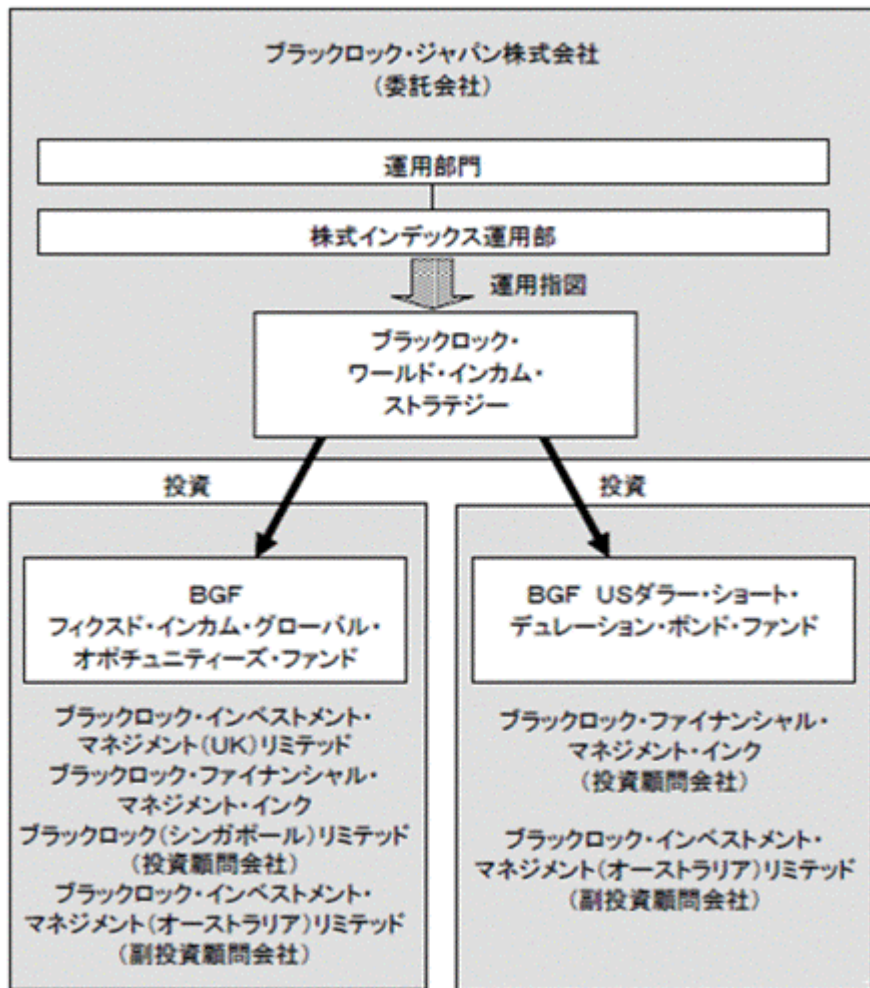 ブラックロック・ジャパン株式会社
(委託会社)
運用部門
株式インデックス運用部
運用指図
ブラックロック・
ワールド・インカム・
ストラテジー
投資
投資
BGF
フィクスド・インカム・グローバル・
オポチュニティーズ・ファンド
ブラックロック・インベストメント・
マネジメント(UK)リミテッド
ブラックロック・ファイナンシャル・
マネジメント・インク
ブラックロック(シンガポール)リミテッド
(投資顧問会社)
ブラックロック・インベストメント・
マネジメント(オーストラリア)リミテッド
(副投資顧問会社)
BGF USダラー・ショート・
デュレーション・ボンド・ファンド
ブラックロック・ファイナンシャル・
マネジメント・インク
(投資顧問会社)
ブラックロック・インベストメント・
マネジメント(オーストラリア)リミテッド
(副投資顧問会社)